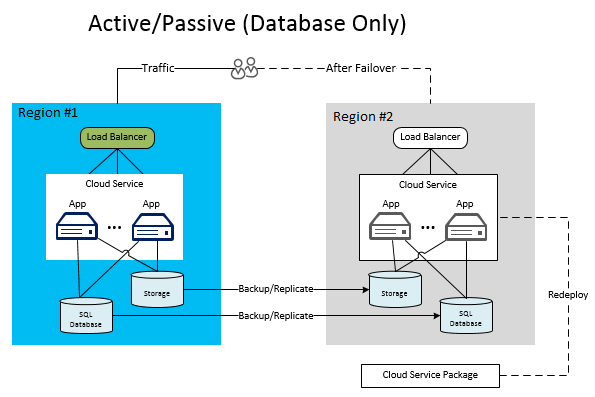 Active/Passive (Database Only)
Traffic
After Failover
Region #1
Region #2
Load Balancer
Load Balancer
Cloud Service
Cloud Service
App
App
App
App
...
...
Storage
Backup/Replicate
Storage
SQL
Database
Backup/Replicate
SQL
Database
Redeploy
Cloud Service Package